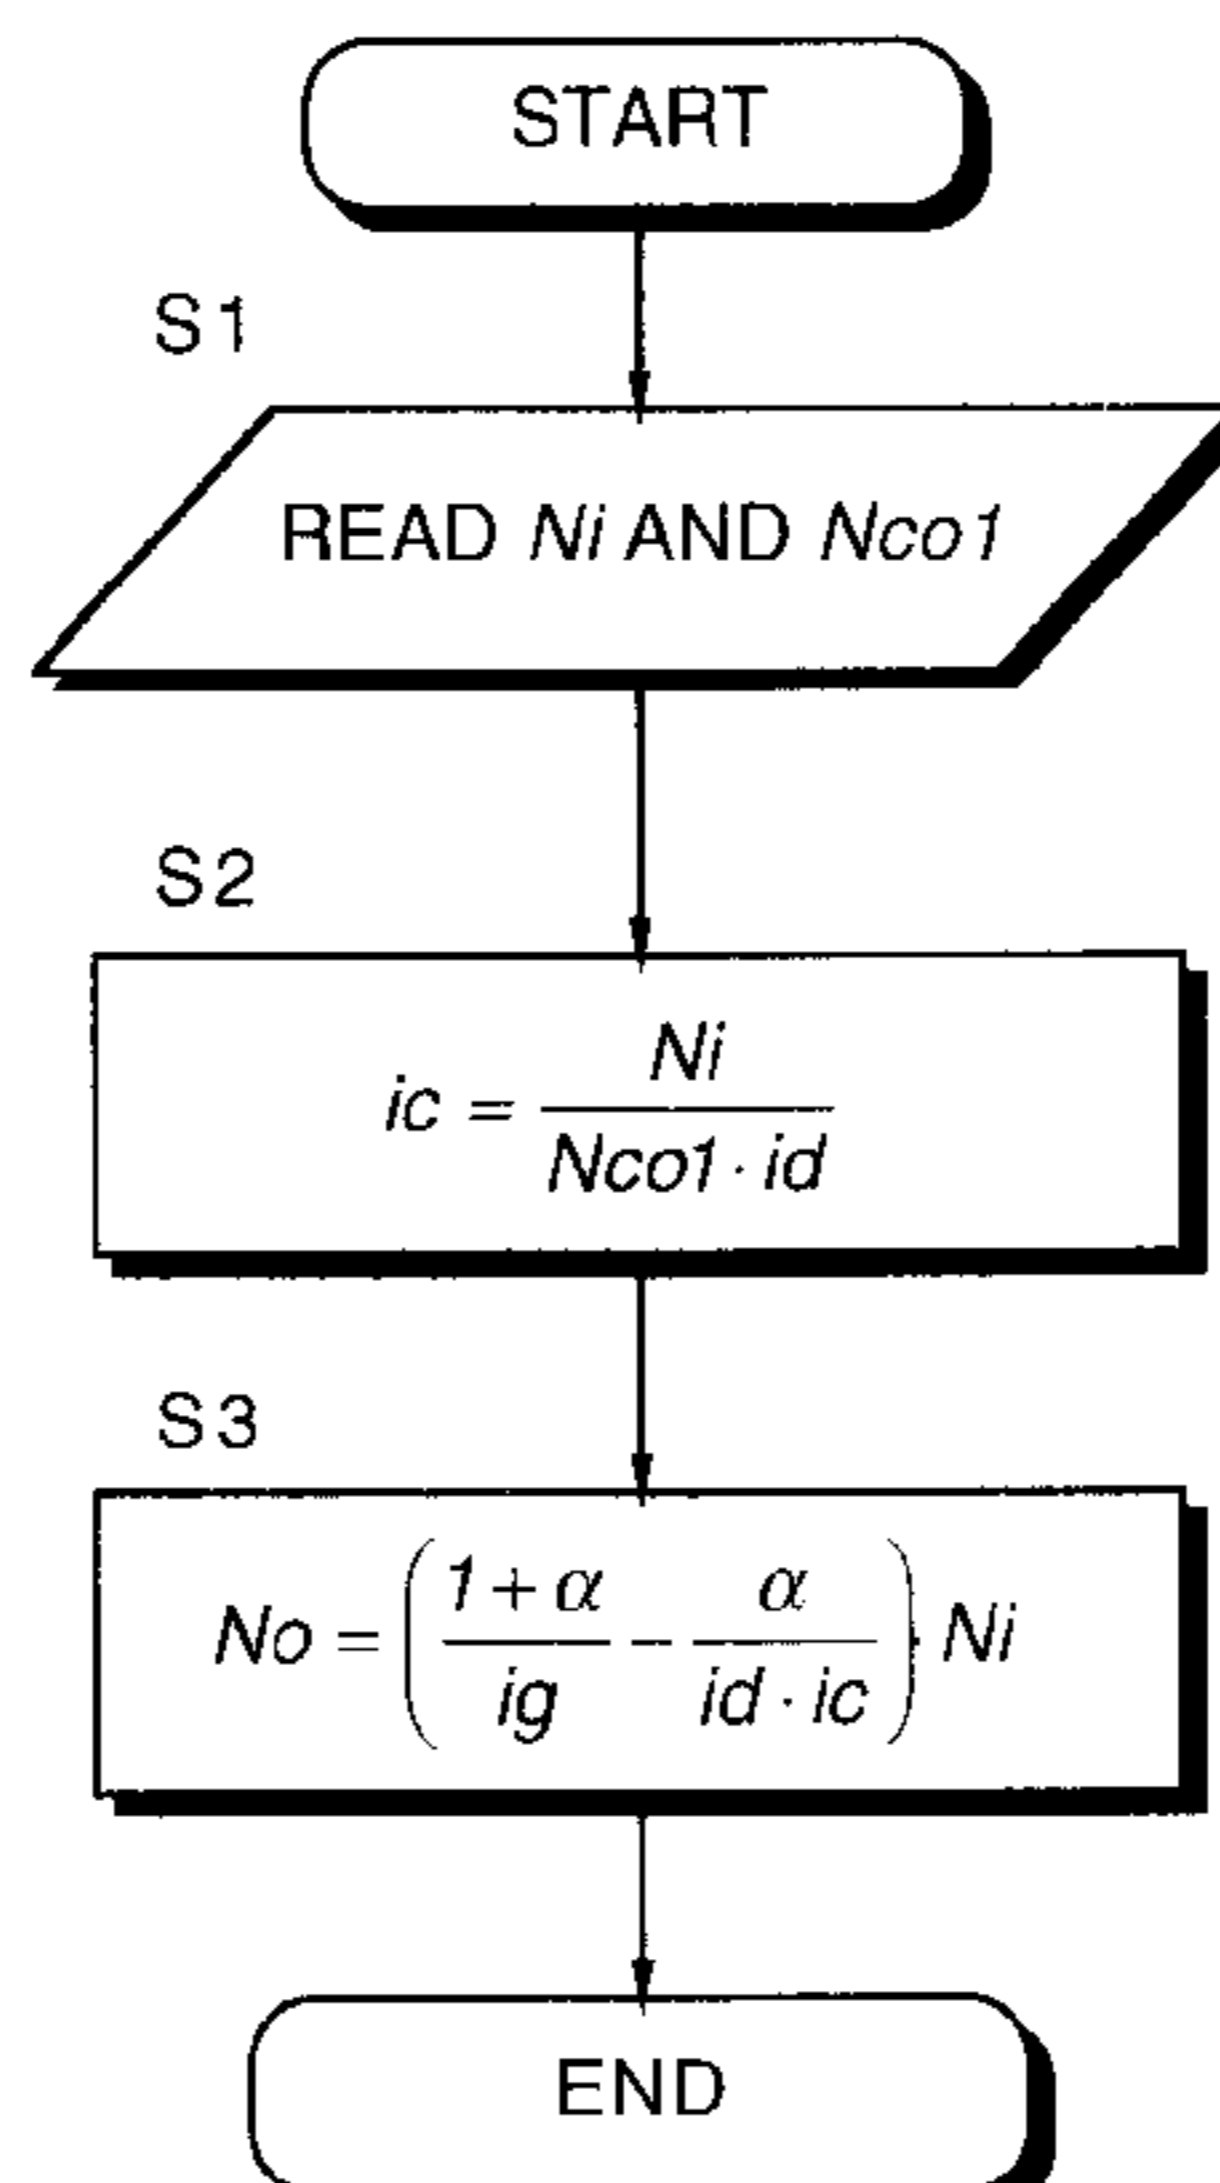 START
S1
READ Ni AND Nco1
S2
ic = Ni / Nco1 · id
S3
No = ( 1 + α / ig − α / id · ic ) Ni
END